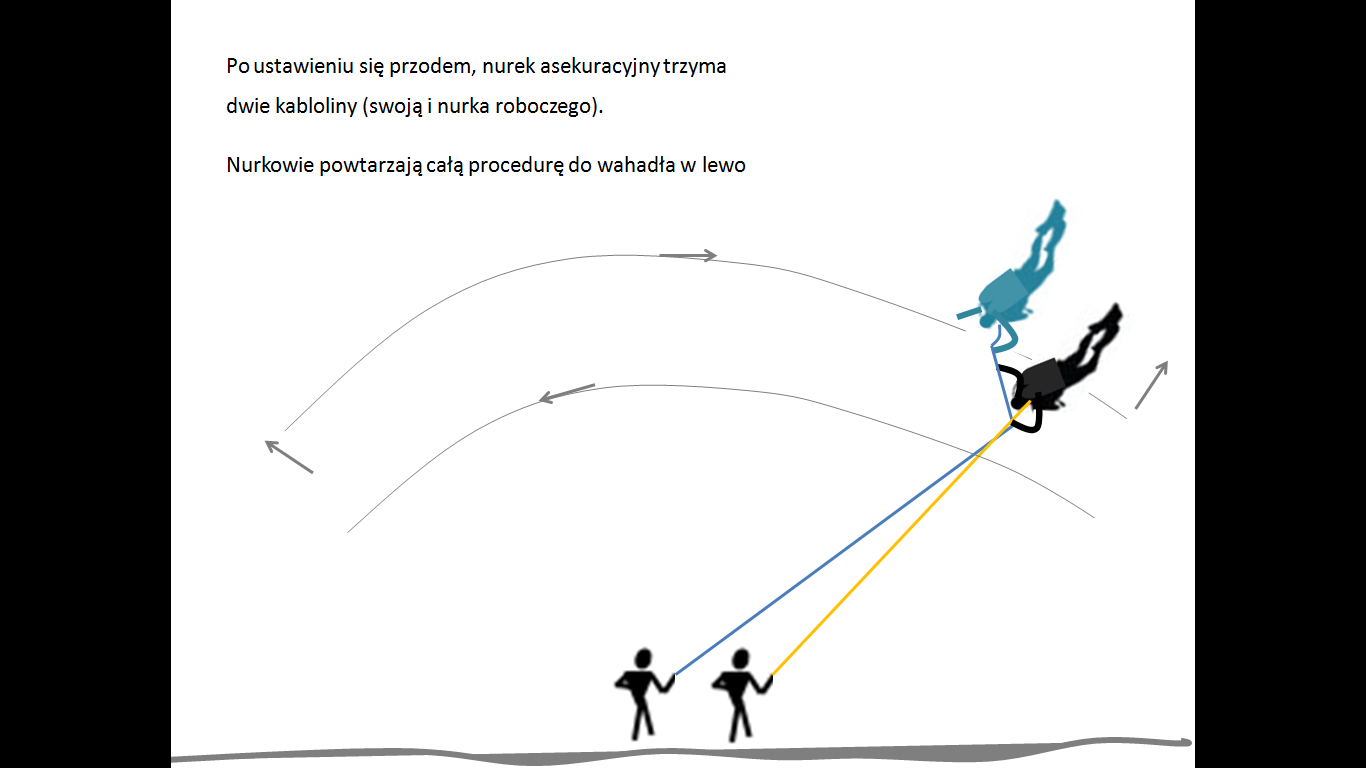 Po ustawieniu się przodem, nurek asekuracyjny trzyma
dwie kabloliny (swoją i nurka roboczego).
Nurkowie powtarzają całą procedurę do wahadła w lewo